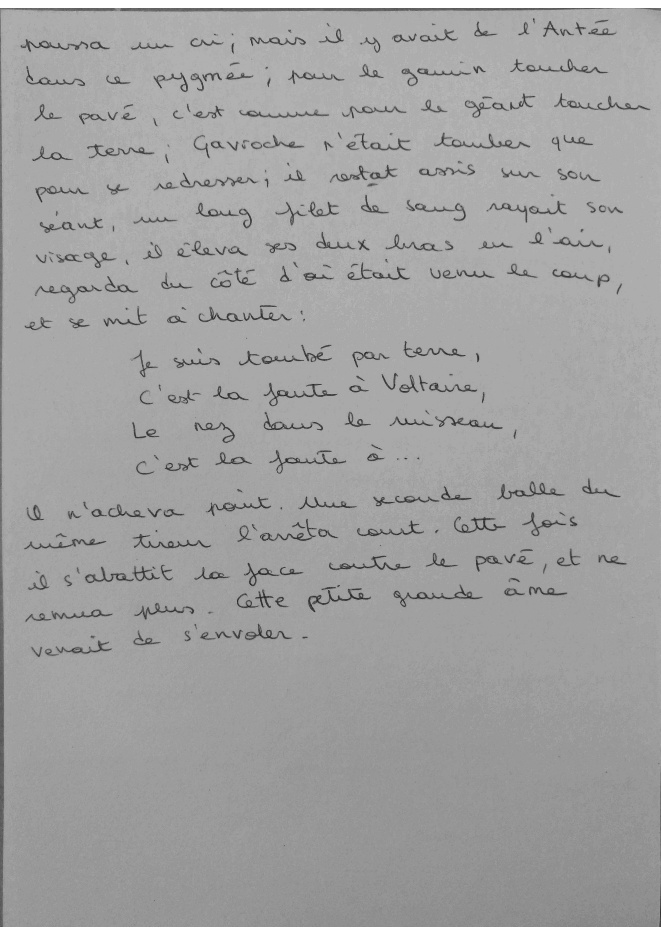 poussa un cri; mais il y avait de l'Antée
dans ce pygmée; pour le gamin toucher
le pavé, c'est comme pour le géant toucher
la terre; Gavroche n'était tomber que
pour se redresser; il restat assis sur son
séant, un long filet de sang rayait son
visage, il éleva ses deux bras en l'air,
regarda du côté d'où était venu le coup,
et se mit à chanter:
Je suis tombé par terre,
C'est la faute à Voltaire,
Le nez dans le ruisseau,
C'est la faute à ...
Il n'acheva point. Une seconde balle du
même tireur l'arrêta court. Cette fois
il s'abattit la face contre le pavé, et ne
remua plus. Cette petite grande âme
venait de s'envoler.